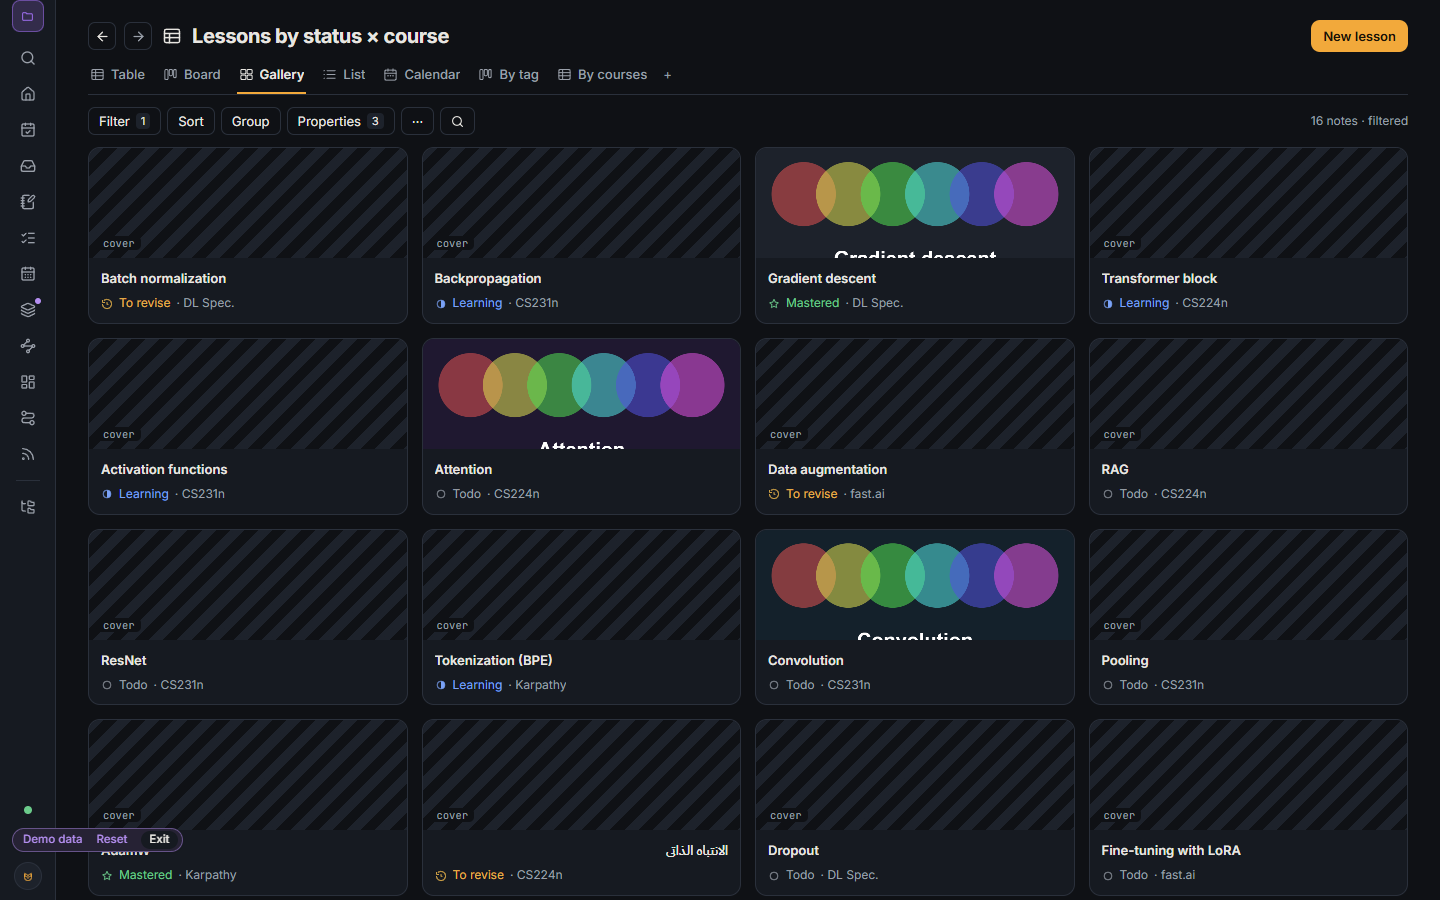 Lessons by status × course
New lesson
Table
Board
Gallery
List
Calendar
By tag
By courses
+
Filter 1
Sort
Group
Properties 3
16 notes · filtered
cover
Batch normalization
To revise · DL Spec.
cover
Backpropagation
Learning · CS231n
Gradient descent
Gradient descent
Mastered · DL Spec.
cover
Transformer block
Learning · CS224n
cover
Activation functions
Learning · CS231n
Attention
Attention
Todo · CS224n
cover
Data augmentation
To revise · fast.ai
cover
RAG
Todo · CS224n
cover
ResNet
Todo · CS231n
cover
Tokenization (BPE)
Learning · Karpathy
Convolution
Convolution
Todo · CS231n
cover
Pooling
Todo · CS231n
cover
AdamW
Mastered · Karpathy
cover
الانتباه الذاتي
To revise · CS224n
cover
Dropout
Todo · DL Spec.
cover
Fine-tuning with LoRA
Todo · fast.ai
Demo data Reset Exit